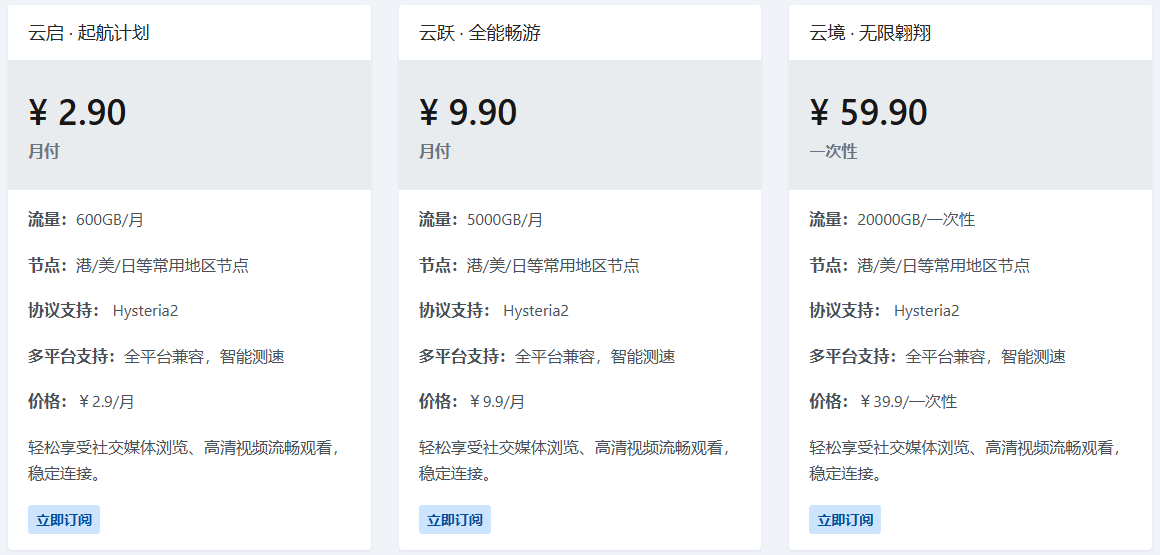 云启 · 起航计划
¥ 2.90
月付
流量：600GB/月
节点：港/美/日等常用地区节点
协议支持： Hysteria2
多平台支持：全平台兼容，智能测速
价格：￥2.9/月
轻松享受社交媒体浏览、高清视频流畅观看，
稳定连接。
立即订阅
云跃 · 全能畅游
¥ 9.90
月付
流量：5000GB/月
节点：港/美/日等常用地区节点
协议支持： Hysteria2
多平台支持：全平台兼容，智能测速
价格：￥9.9/月
轻松享受社交媒体浏览、高清视频流畅观看，
稳定连接。
立即订阅
云境 · 无限翱翔
¥ 59.90
一次性
流量：20000GB/一次性
节点：港/美/日等常用地区节点
协议支持： Hysteria2
多平台支持：全平台兼容，智能测速
价格：￥39.9/一次性
轻松享受社交媒体浏览、高清视频流畅观看，
稳定连接。
立即订阅